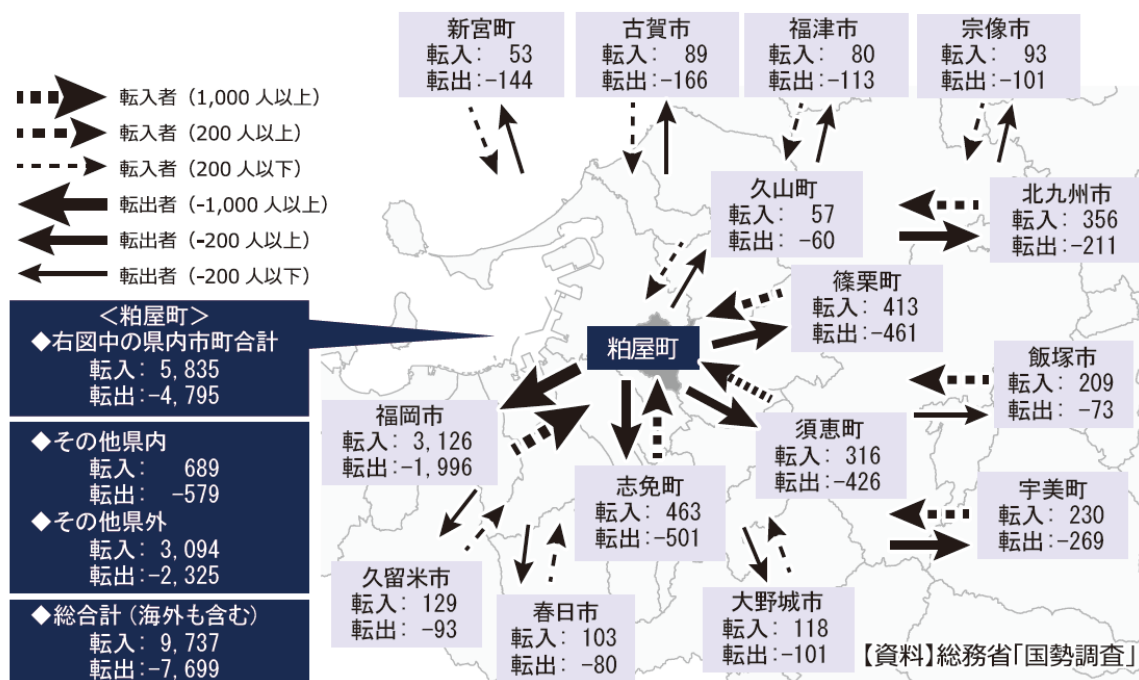 新宮町
転入: 53
転出:-144
古賀市
転入: 89
転出:-166
福津市
転入: 80
転出:-113
宗像市
転入: 93
転出:-101
転入者（1,000 人以上）
転入者（200 人以上）
転入者（200 人以下）
転出者（-1,000 人以上）
転出者（-200 人以上）
転出者（-200 人以下）
久山町
転入: 57
転出: -60
北九州市
転入: 356
転出:-211
篠栗町
転入: 413
転出:-461
＜粕屋町＞
◆右図中の県内市町合計
転入: 5,835
転出:-4,795
粕屋町
飯塚市
転入: 209
転出: -73
福岡市
転入: 3,126
転出:-1,996
須恵町
転入: 316
転出:-426
◆その他県内
転入: 689
転出: -579
◆その他県外
転入: 3,094
転出:-2,325
志免町
転入: 463
転出:-501
宇美町
転入: 230
転出:-269
久留米市
転入: 129
転出: -93
春日市
転入: 103
転出: -80
大野城市
転入: 118
転出:-101
◆総合計（海外も含む）
転入: 9,737
転出:-7,699
【資料】総務省「国勢調査」